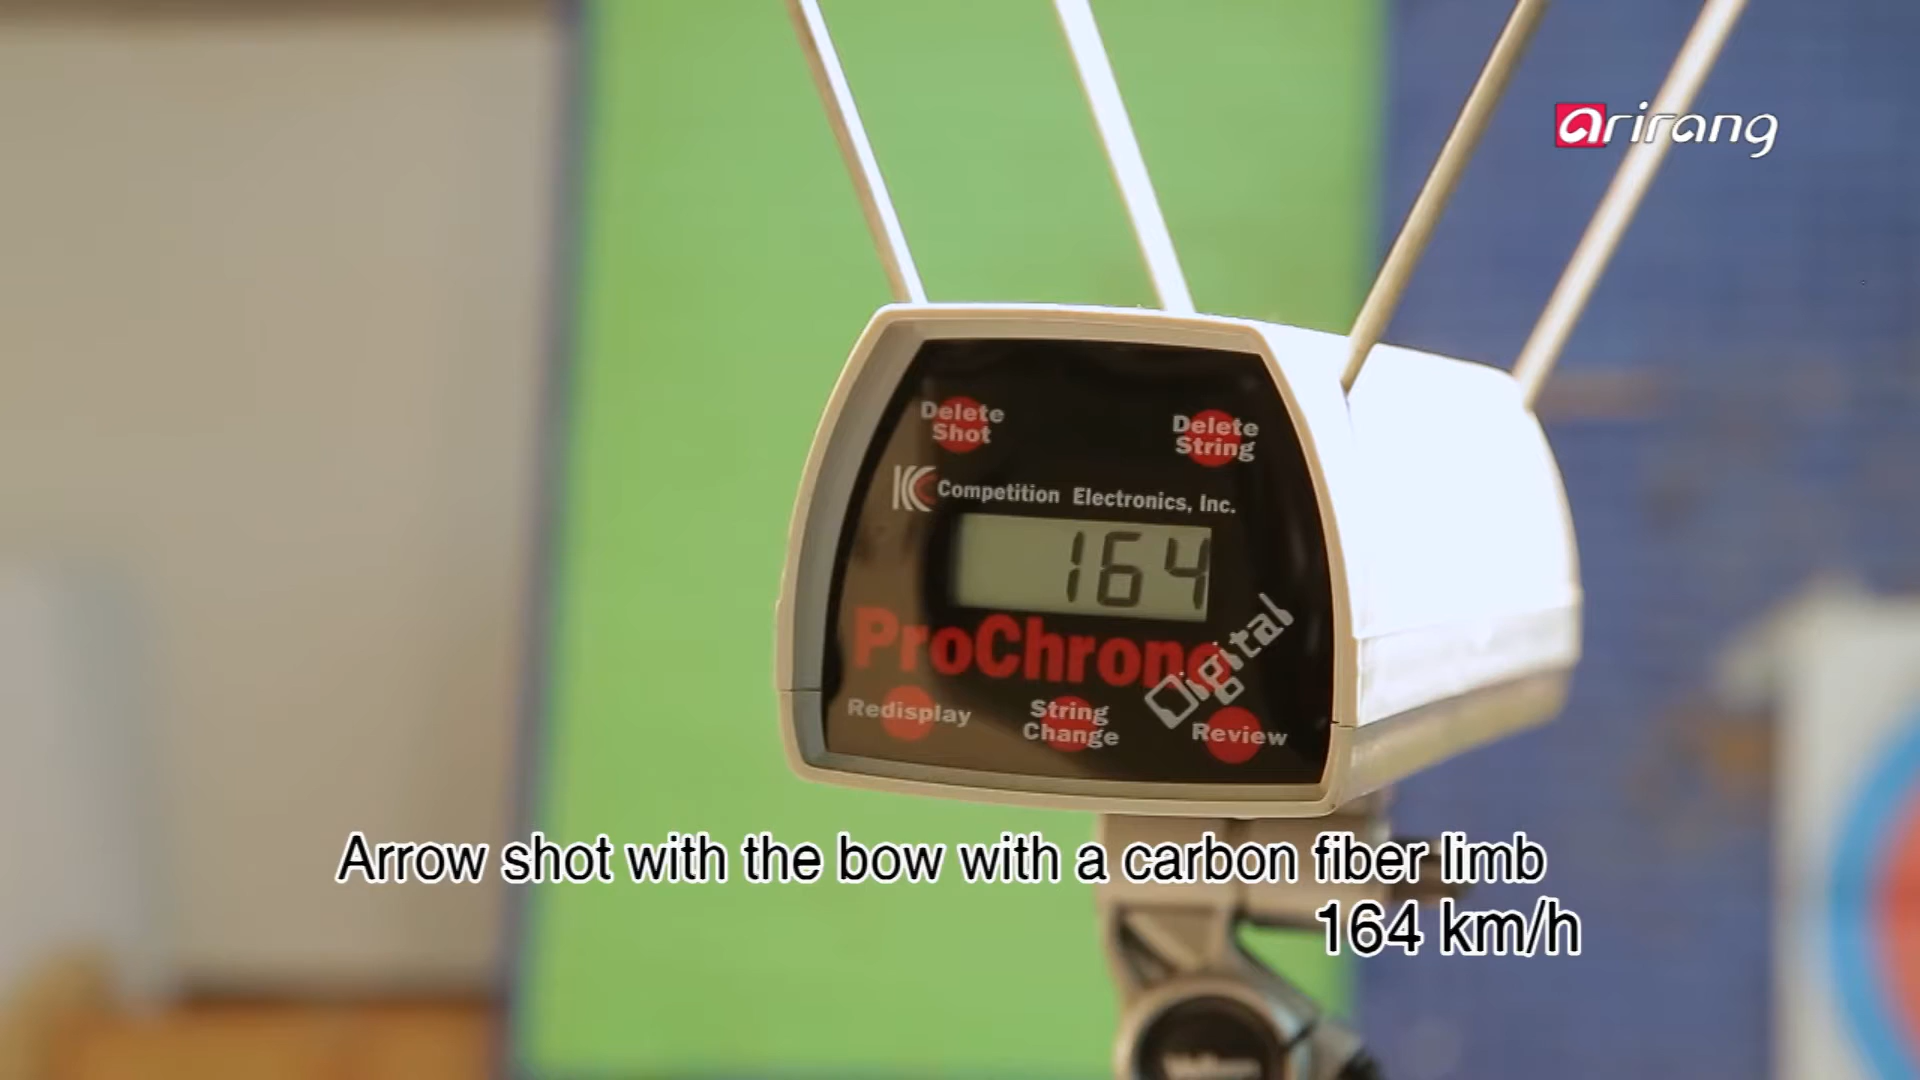 arirang
Delete
Shot
Delete
String
Competition Electronics, Inc.
164
ProChrono
Digital
Redisplay
String
Change
Review
Arrow shot with the bow with a carbon fiber limb
164 km/h